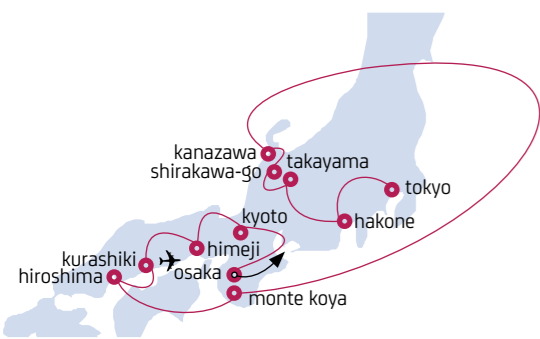 kanazawa
shirakawa-go
takayama
tokyo
hakone
kyoto
himeji
kurashiki
hiroshima
osaka
monte koya